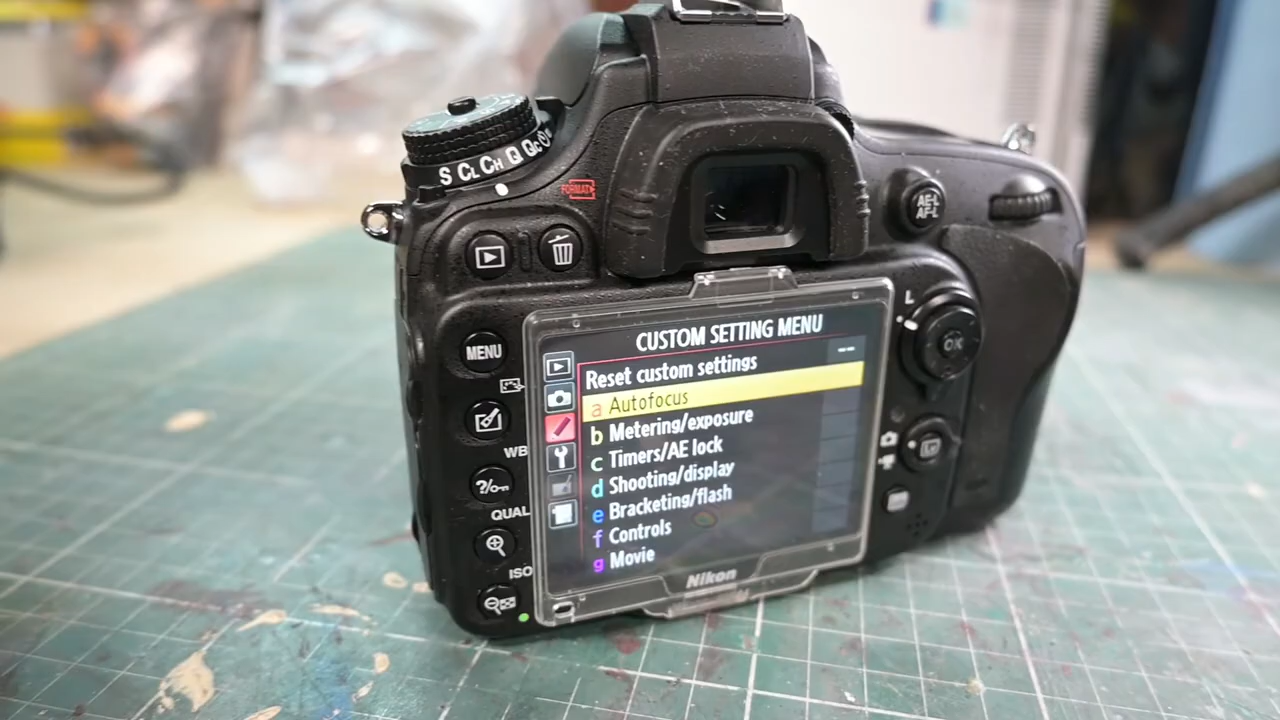 S CL CH Q Qc
FORMAT
AE-L
AF-L
L
MENU
OK
WB
?/
QUAL
ISO
CUSTOM SETTING MENU
Reset custom settings
--
a Autofocus
b Metering/exposure
c Timers/AE lock
d Shooting/display
e Bracketing/flash
f Controls
g Movie
Nikon